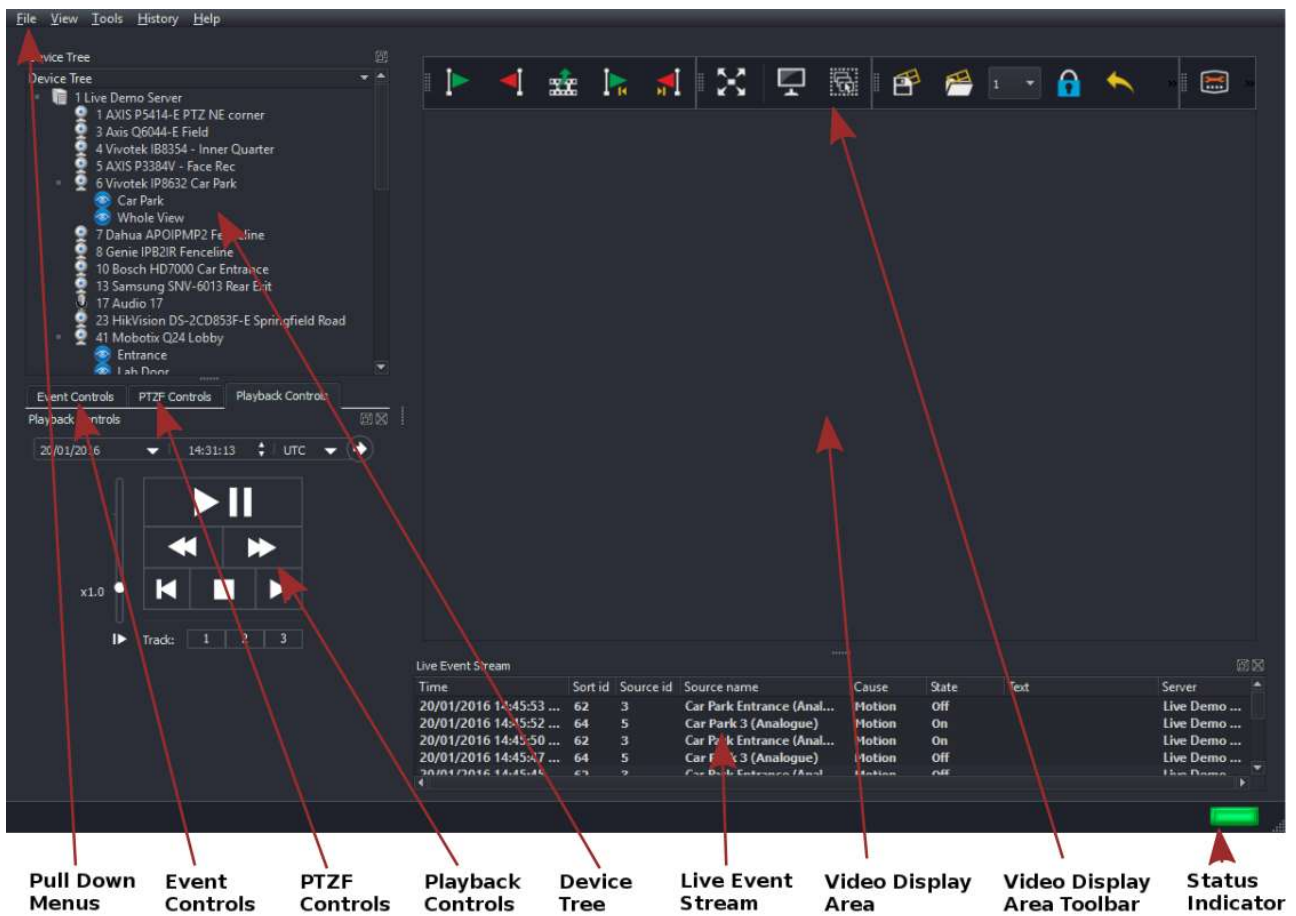 File View Tools History Help
Device Tree
Device Tree
1 Live Demo Server
1 AXIS P5414-E PTZ NE corner
3 Axis Q6044-E Field
4 Vivotek IB8354 - Inner Quarter
5 AXIS P3384V - Face Rec
6 Vivotek IP8632 Car Park
Car Park
Whole View
7 Dahua APOIPMP2 Fenceline
8 Genie IPB2IR Fenceline
10 Bosch HD7000 Car Entrance
13 Samsung SNV-6013 Rear Exit
17 Audio 17
23 HikVision DS-2CD853F-E Springfield Road
41 Mobotix Q24 Lobby
Entrance
Lab Door
1
Event Controls PTZF Controls Playback Controls
Playback Controls
20/01/2016 14:31:13 UTC
x1.0
Track: 1 2 3
Live Event Stream
Time Sort id Source id Source name Cause State Text Server
20/01/2016 14:45:53 ... 62 3 Car Park Entrance (Anal... Motion Off Live Demo ...
20/01/2016 14:45:52 ... 64 5 Car Park 3 (Analogue) Motion On Live Demo ...
20/01/2016 14:45:50 ... 62 3 Car Park Entrance (Anal... Motion On Live Demo ...
20/01/2016 14:45:47 ... 64 5 Car Park 3 (Analogue) Motion Off Live Demo ...
Pull Down Menus
Event Controls
PTZF Controls
Playback Controls
Device Tree
Live Event Stream
Video Display Area
Video Display Area Toolbar
Status Indicator